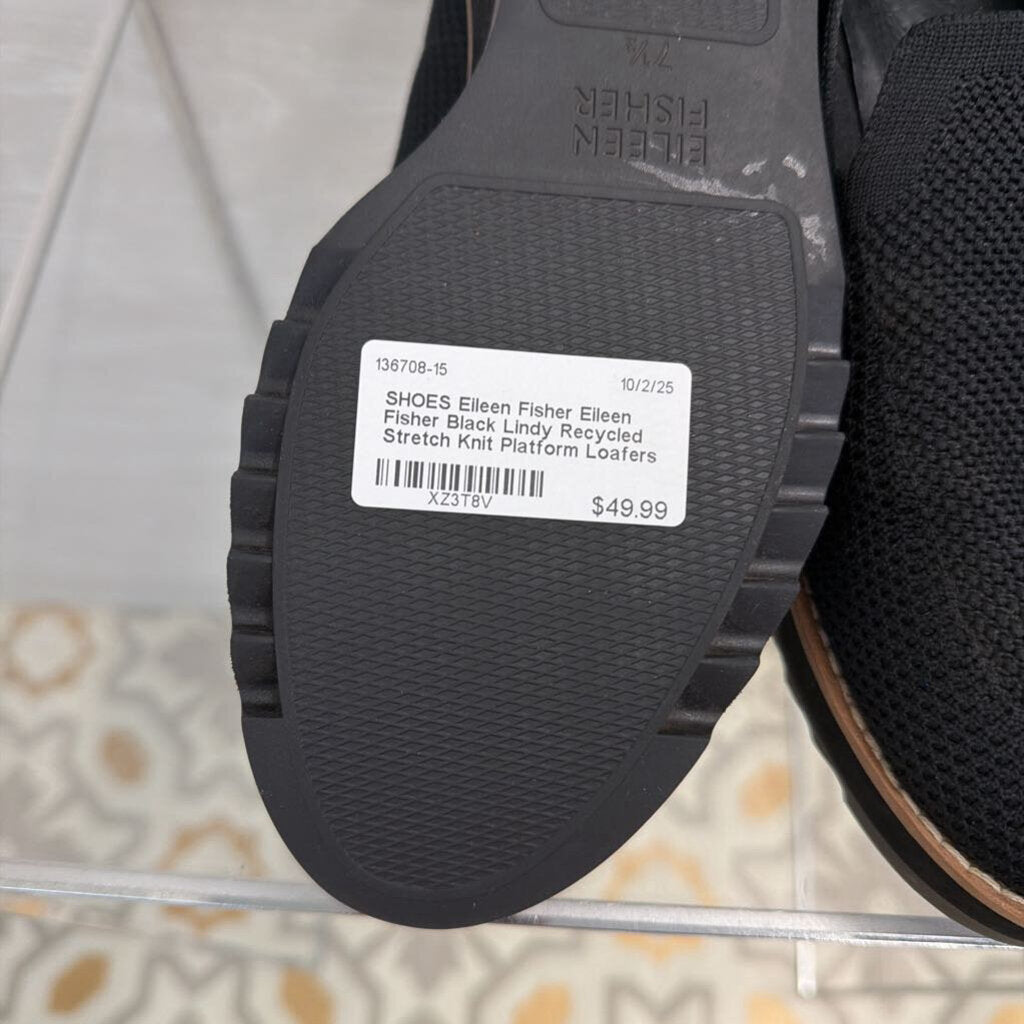 7½
EILEEN
FISHER
136708-15
10/2/25
SHOES Eileen Fisher Eileen
Fisher Black Lindy Recycled
Stretch Knit Platform Loafers
XZ3T8V
$49.99